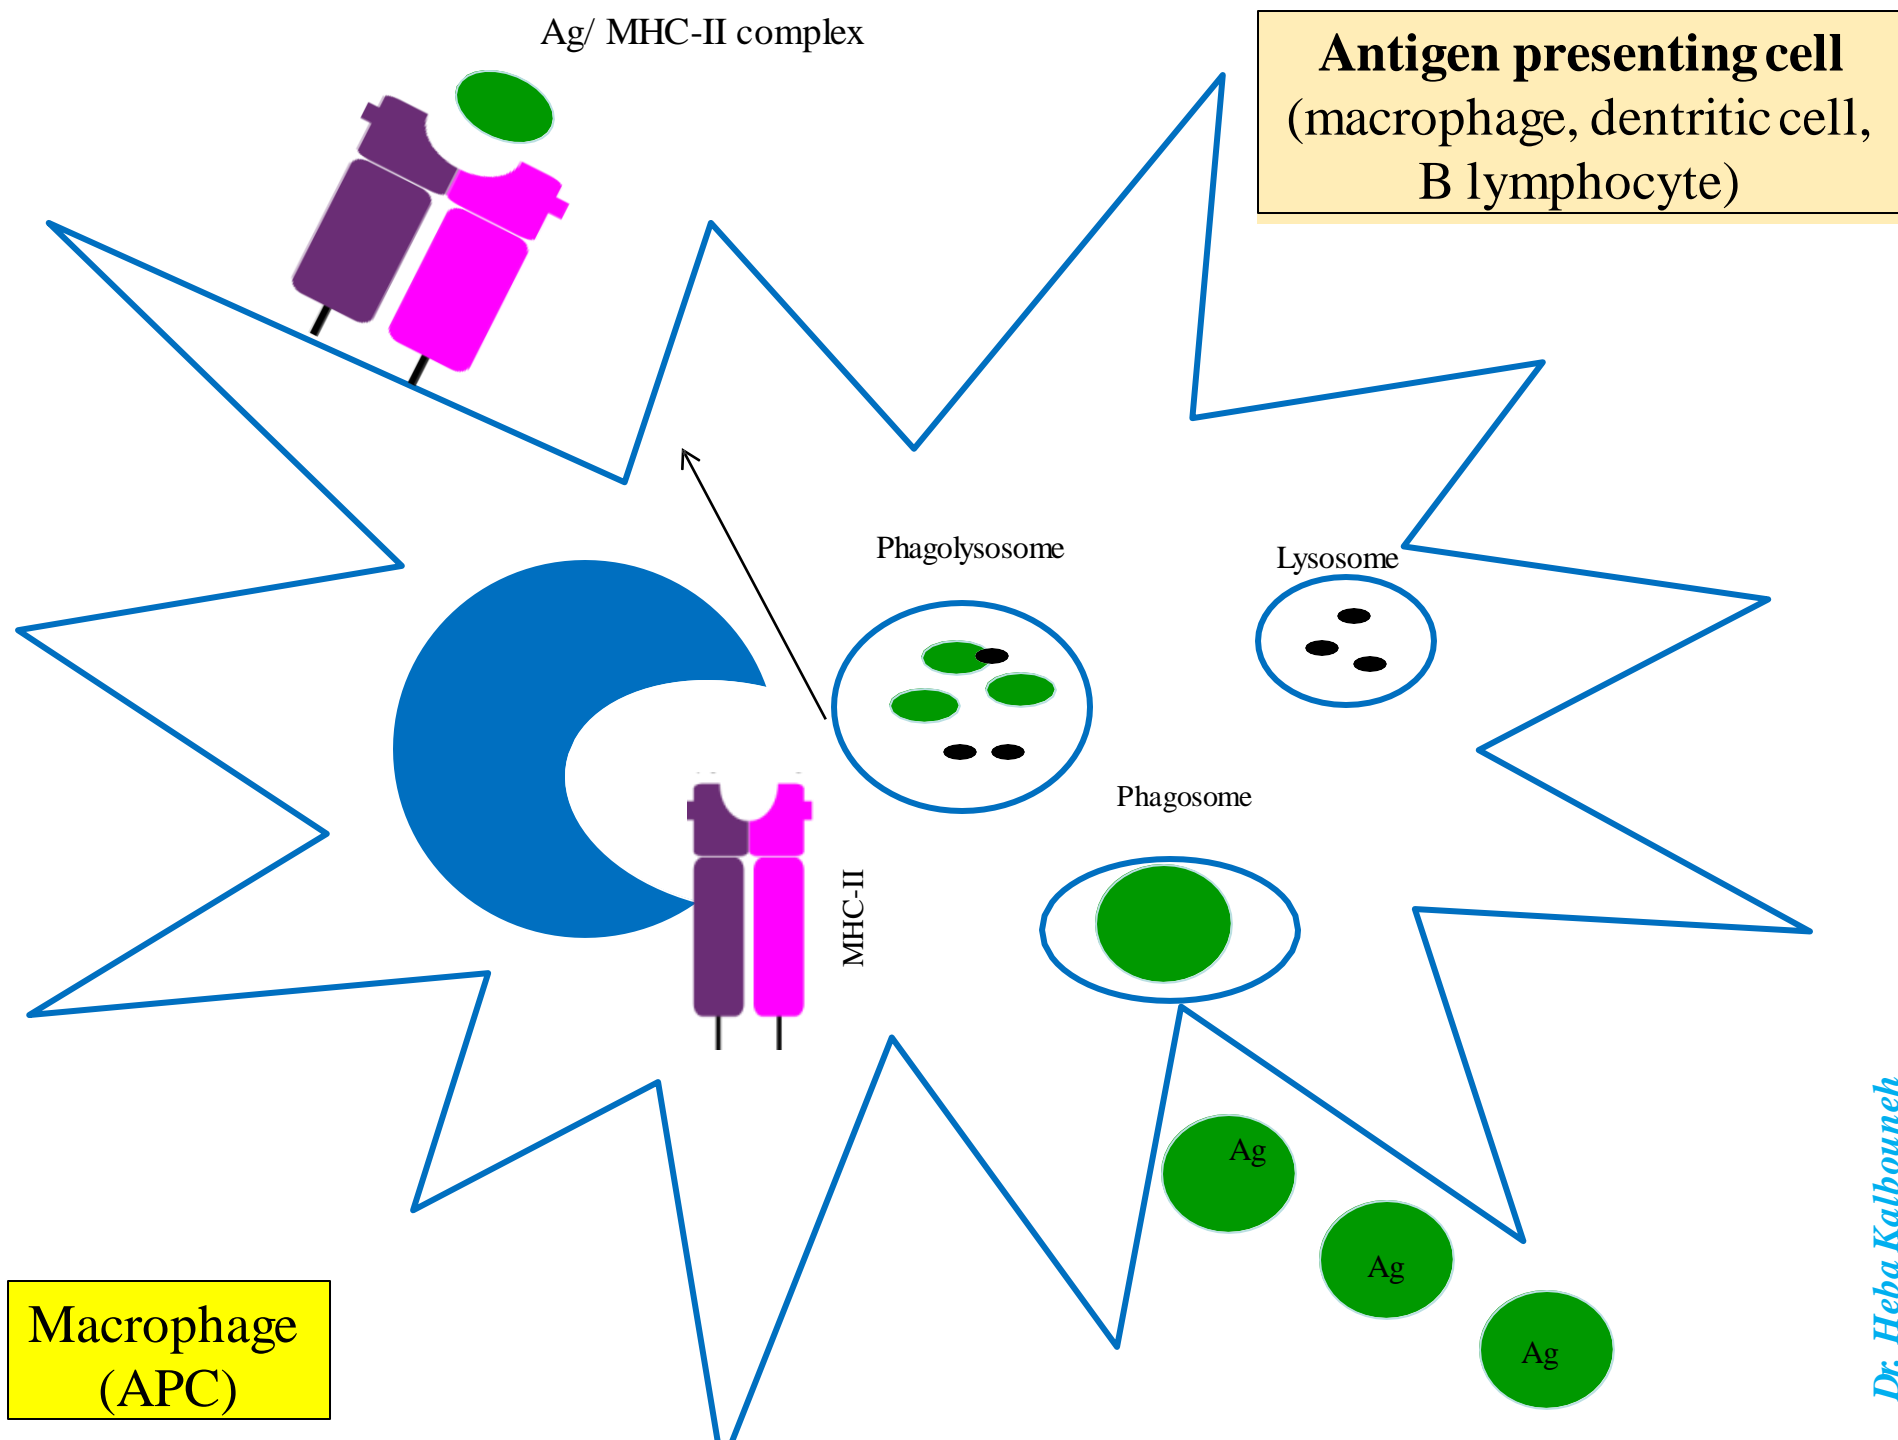 Ag/ MHC-II complex
Antigen presenting cell
(macrophage, dentritic cell,
B lymphocyte)
Phagolysosome
Lysosome
Phagosome
MHC-II
Ag
Ag
Ag
Macrophage
(APC)
Dr. Heba Kalbouneh